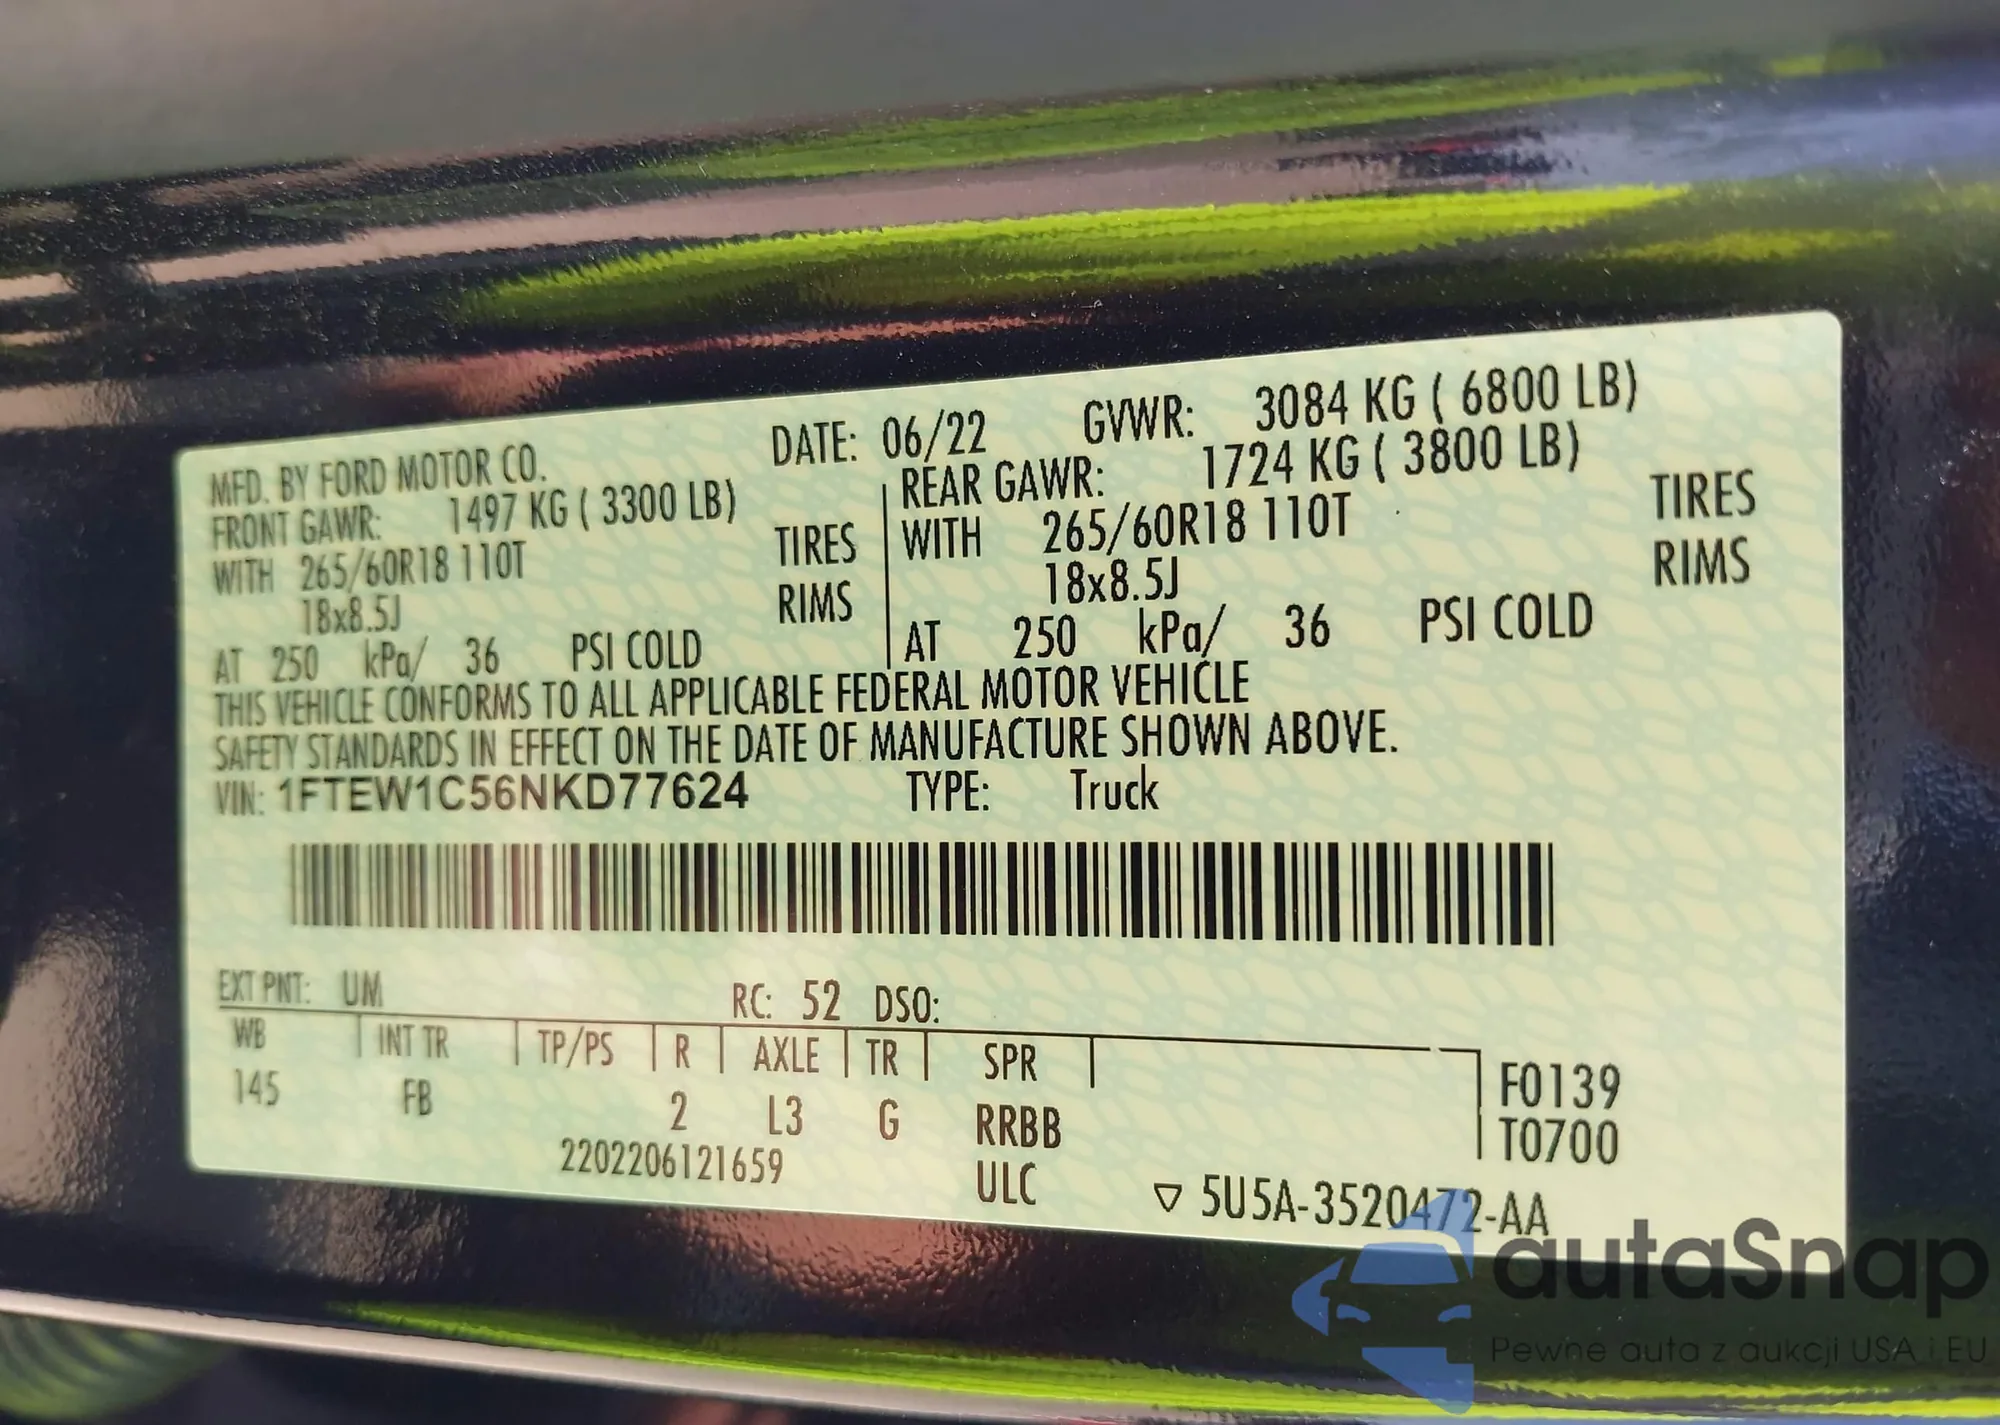 MFD. BY FORD MOTOR CO. DATE: 06/22 GVWR: 3084 KG ( 6800 LB)
FRONT GAWR: 1497 KG ( 3300 LB) REAR GAWR: 1724 KG ( 3800 LB)
WITH 265/60R18 110T TIRES WITH 265/60R18 110T TIRES
18x8.5J RIMS 18x8.5J RIMS
AT 250 kPa/ 36 PSI COLD AT 250 kPa/ 36 PSI COLD
THIS VEHICLE CONFORMS TO ALL APPLICABLE FEDERAL MOTOR VEHICLE
SAFETY STANDARDS IN EFFECT ON THE DATE OF MANUFACTURE SHOWN ABOVE.
VIN: 1FTEW1C56NKD77624 TYPE: Truck
EXT PNT: UM RC: 52 DSO:
WB INT TR TP/PS R AXLE TR SPR
145 FB 2 L3 G RRBB F0139
T0700
2202206121659 ULC
▽ 5U5A-3520472-AA
autaSnap
Pewne auta z aukcji USA i EU